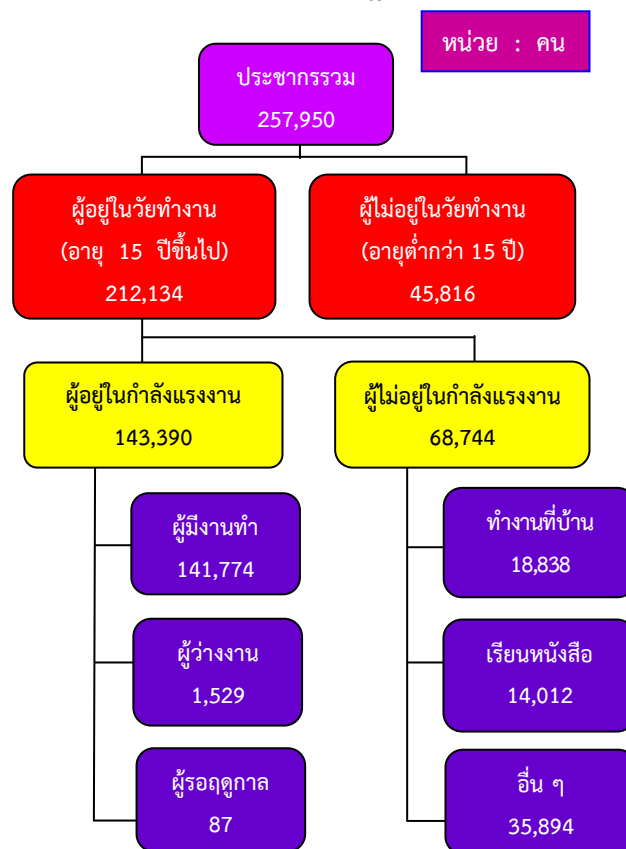 หน่วย : คน
ประชากรรวม
257,950
ผู้อยู่ในวัยทำงาน
(อายุ 15 ปีขึ้นไป)
212,134
ผู้ไม่อยู่ในวัยทำงาน
(อายุต่ำกว่า 15 ปี)
45,816
ผู้อยู่ในกำลังแรงงาน
143,390
ผู้ไม่อยู่ในกำลังแรงงาน
68,744
ผู้มีงานทำ
141,774
ผู้ว่างงาน
1,529
ผู้รอฤดูกาล
87
ทำงานที่บ้าน
18,838
เรียนหนังสือ
14,012
อื่น ๆ
35,894